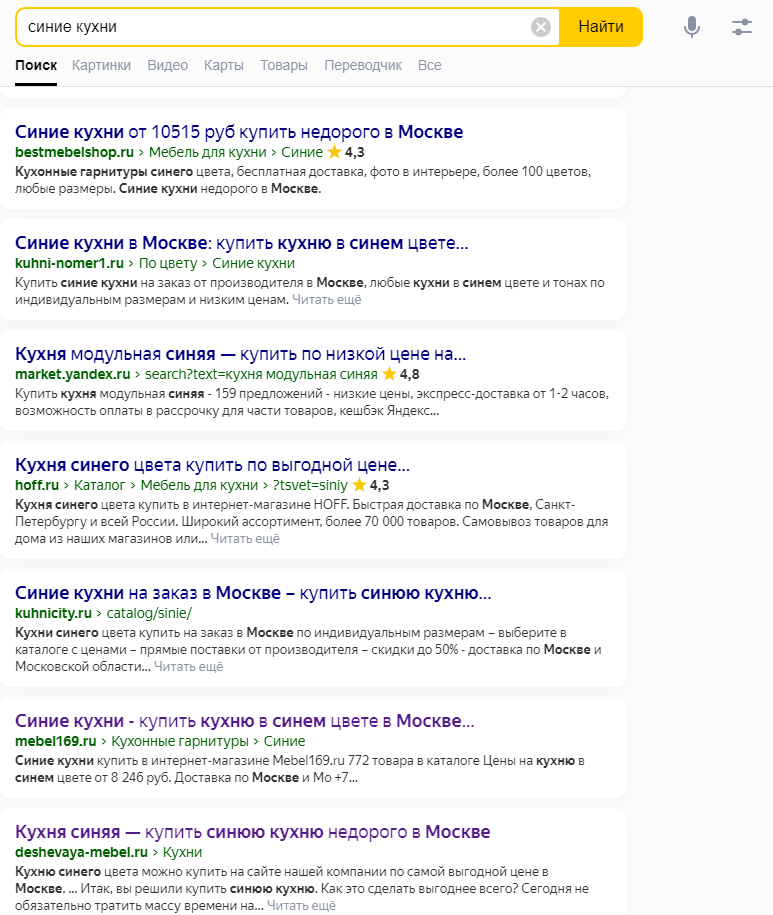 синие кухни
Найти
Поиск Картинки Видео Карты Товары Переводчик Все
Синие кухни от 10515 руб купить недорого в Москве
bestmebelshop.ru › Мебель для кухни › Синие 4,3
Кухонные гарнитуры синего цвета, бесплатная доставка, фото в интерьере, более 100 цветов,
любые размеры. Синие кухни недорого в Москве.
Синие кухни в Москве: купить кухню в синем цвете...
kuhni-nomer1.ru › По цвету › Синие кухни
Купить синие кухни на заказ от производителя в Москве, любые кухни в синем цвете и тонах по
индивидуальным размерам и низким ценам. Читать ещё
Кухня модульная синяя — купить по низкой цене на...
market.yandex.ru › search?text=кухня модульная синяя 4,8
Купить кухня модульная синяя - 159 предложений - низкие цены, экспресс-доставка от 1-2 часов,
возможность оплаты в рассрочку для части товаров, кешбэк Яндекс...
Кухня синего цвета купить по выгодной цене...
hoff.ru › Каталог › Мебель для кухни › ?tsvet=siniy 4,3
Кухня синего цвета купить в интернет-магазине HOFF. Быстрая доставка по Москве, Санкт-
Петербургу и всей России. Широкий ассортимент, более 70 000 товаров. Самовывоз товаров для
дома из наших магазинов или... Читать ещё
Синие кухни на заказ в Москве – купить синюю кухню...
kuhnicity.ru › catalog/sinie/
Кухни синего цвета купить на заказ в Москве по индивидуальным размерам – выберите в
каталоге с ценами – прямые поставки от производителя – скидки до 50% - доставка по Москве и
Московской области... Читать ещё
Синие кухни - купить кухню в синем цвете в Москве...
mebel169.ru › Кухонные гарнитуры › Синие
Синие кухни купить в интернет-магазине Mebel169.ru 772 товара в каталоге Цены на кухню в
синем цвете от 8 246 руб. Доставка по Москве и Мо +7...
Кухня синяя — купить синюю кухню недорого в Москве
deshevaya-mebel.ru › Кухни
Кухню синего цвета можно купить на сайте нашей компании по самой выгодной цене в
Москве. ... Итак, вы решили купить синюю кухню. Как это сделать выгоднее всего? Сегодня не
обязательно тратить массу времени на... Читать ещё